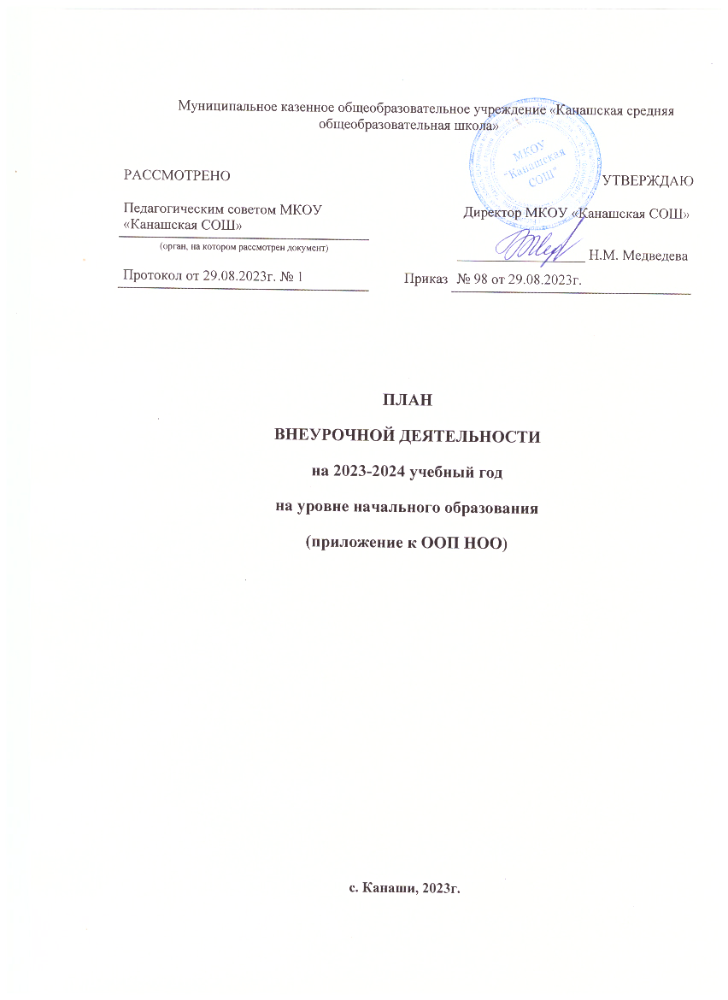 Муниципальное казенное общеобразовательное учреждение «Канашская средняя
общеобразовательная школа»
МКОУ
"Канашская
СОШ"
РАССМОТРЕНО
Педагогическим советом МКОУ
«Канашская СОШ»
(орган, на котором рассмотрен документ)
Протокол от 29.08.2023г. № 1
УТВЕРЖДАЮ
Директор МКОУ «Канашская СОШ»
Н.М. Медведева
Приказ № 98 от 29.08.2023г.
ПЛАН
ВНЕУРОЧНОЙ ДЕЯТЕЛЬНОСТИ
на 2023-2024 учебный год
на уровне начального образования
(приложение к ООП НОО)
с. Канаши, 2023г.